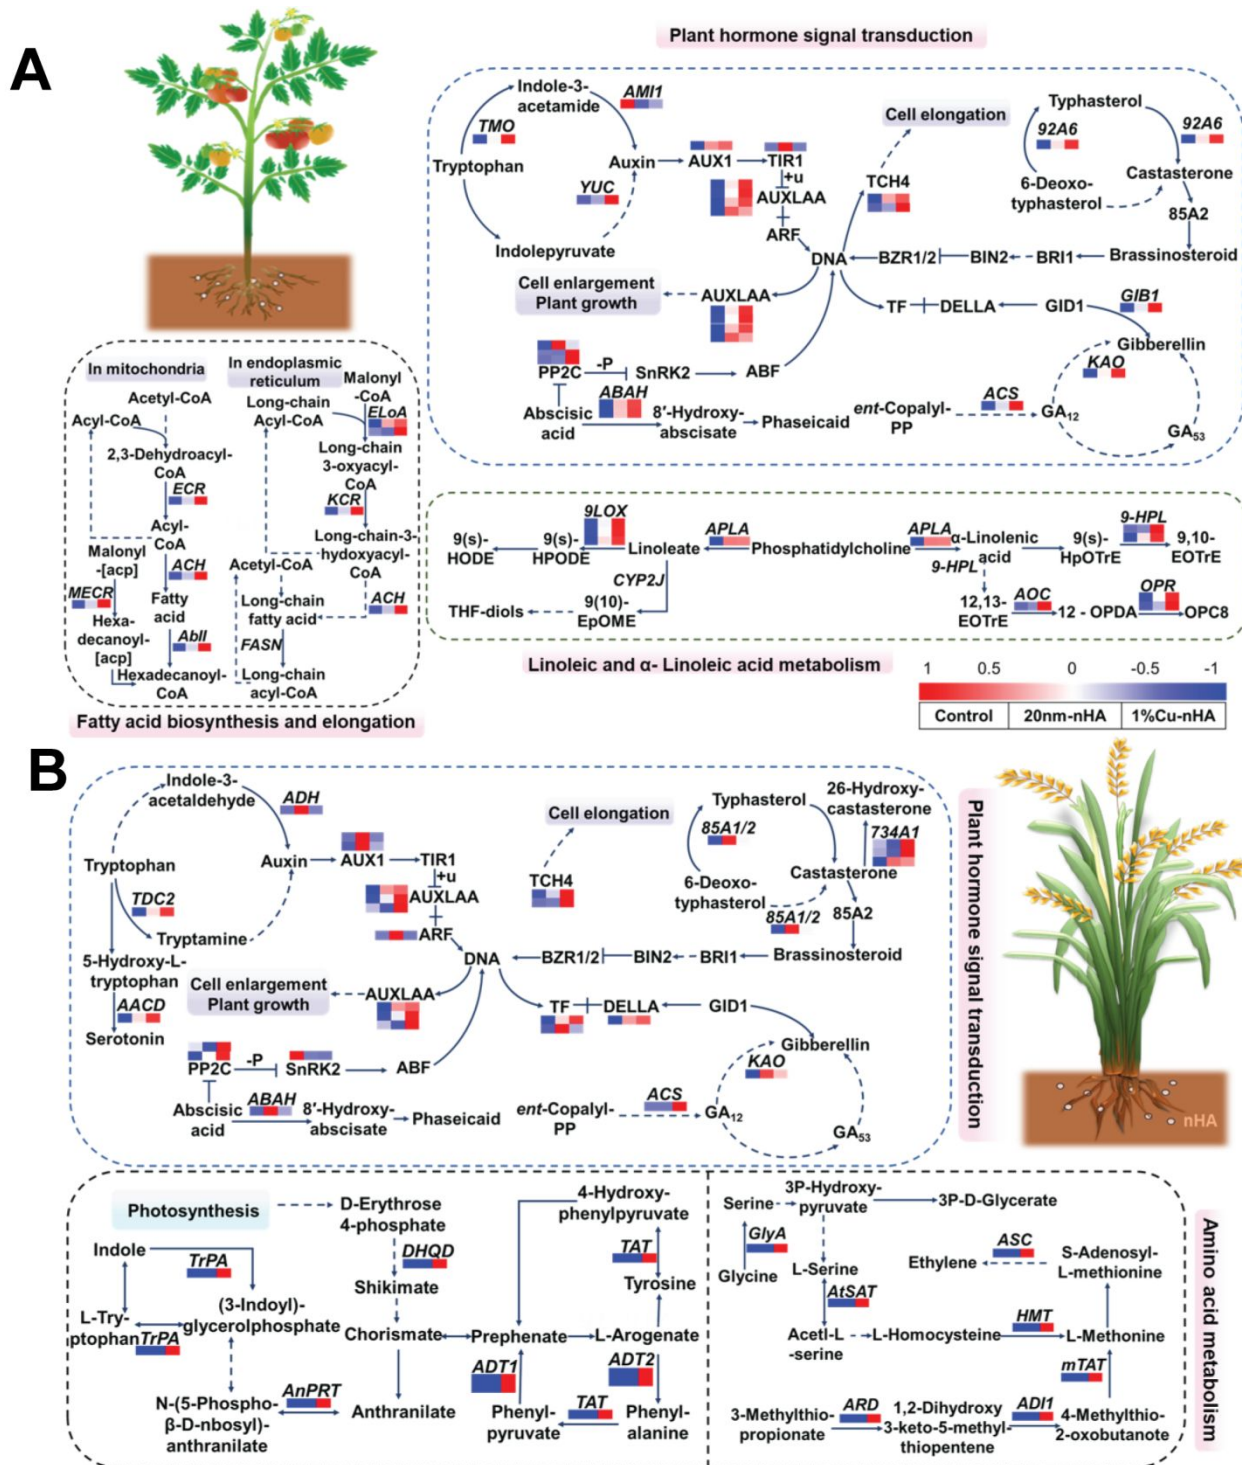 A
Plant hormone signal transduction
Indole-3-
acetamide
AMI1
TMO
Tryptophan
Auxin
AUX1
TIR1
+u
YUC
AUXLAA
ARF
Indolepyruvate
Cell elongation
TCH4
Typhasterol
92A6
92A6
Castasterone
6-Deoxo-
typhasterol
85A2
DNA
BZR1/2
BIN2
BRI1
Brassinosteroid
Cell enlargement
Plant growth
AUXLAA
TF
DELLA
GID1
GIB1
Gibberellin
PP2C
-P
SnRK2
ABF
KAO
ABAH
ACS
Abscisic
acid
8'-Hydroxy-
abscisate
Phaseicaid
ent-Copalyl-
PP
GA12
GA53
In mitochondria
In endoplasmic
reticulum
Malonyl
-CoA
Acetyl-CoA
Long-chain
Acyl-CoA
Acyl-CoA
ELoA
2,3-Dehydroacyl-
CoA
Long-chain
3-oxyacyl-
CoA
ECR
KCR
Acyl-
CoA
Long-chain-3-
hydoxyacyl-
CoA
Malonyl
-[acp]
ACH
Acetyl-CoA
MECR
Fatty
acid
Long-chain
fatty acid
ACH
Hexa-
decanoyl-
[acp]
AbII
FASN
Hexadecanoyl-
CoA
Long-chain
acyl-CoA
Fatty acid biosynthesis and elongation
9LOX
APLA
APLA
9-HPL
9(s)-
HODE
9(s)-
HPODE
Linoleate
Phosphatidylcholine
α-Linolenic
acid
9(s)-
HpOTrE
9,10-
EOTrE
CYP2J
9-HPL
THF-diols
9(10)-
EpOME
12,13-
EOTrE
AOC
12 - OPDA
OPR
OPC8
Linoleic and α- Linoleic acid metabolism
1 0.5 0 -0.5 -1
Control 20nm-nHA 1%Cu-nHA
B
Indole-3-
acetaldehyde
ADH
Tryptophan
Auxin
AUX1
TIR1
+u
TDC2
AUXLAA
Tryptamine
ARF
5-Hydroxy-L-
tryptophan
AACD
Serotonin
Cell elongation
TCH4
Typhasterol
26-Hydroxy-
castasterone
85A1/2
734A1
6-Deoxo-
typhasterol
Castasterone
85A1/2
85A2
DNA
BZR1/2
BIN2
BRI1
Brassinosteroid
Cell enlargement
Plant growth
AUXLAA
TF
DELLA
GID1
Gibberellin
PP2C
-P
SnRK2
ABF
KAO
ABAH
ACS
Abscisic
acid
8'-Hydroxy-
abscisate
Phaseicaid
ent-Copalyl-
PP
GA12
GA53
Plant hormone signal transduction
nHA
Photosynthesis
D-Erythrose
4-phosphate
4-Hydroxy-
phenylpyruvate
Indole
TrPA
DHQD
TAT
Shikimate
Tyrosine
L-Try-
ptophan
TrPA
(3-Indoyl)-
glycerolphosphate
Chorismate
Prephenate
L-Arogenate
ADT1
ADT2
N-(5-Phospho-
β-D-nbosyl)-
anthranilate
AnPRT
Anthranilate
Phenyl-
pyruvate
TAT
Phenyl-
alanine
Serine
3P-Hydroxy-
pyruvate
3P-D-Glycerate
GlyA
Glycine
L-Serine
Ethylene
ASC
S-Adenosyl-
L-methionine
AtSAT
Acetl-L
-serine
L-Homocysteine
HMT
L-Methonine
mTAT
3-Methylthio-
propionate
ARD
1,2-Dihydroxy
3-keto-5-methyl-
thiopentene
ADI1
4-Methylthio-
2-oxobutanote
Amino acid metabolism